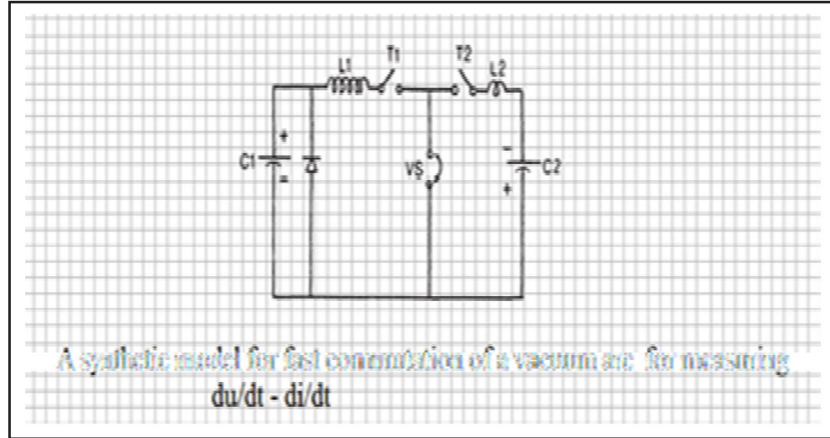 L1 T1 T2 L2
+ -
C1 VS C2
= +
A synthetic model for fast commutation of a vacuum arc for measuring
du/dt - di/dt